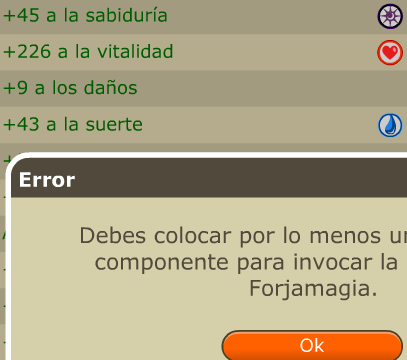 +45 a la sabiduría
+226 a la vitalidad
+9 a los daños
+43 a la suerte
Error
Debes colocar por lo menos
componente para invocar la
Forjamagia.
Ok